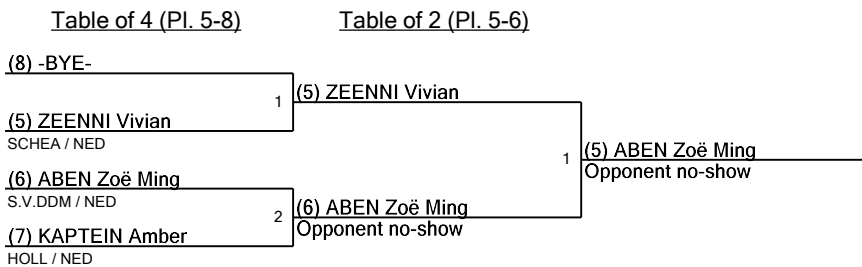 Table of 4 (Pl. 5-8)
Table of 2 (Pl. 5-6)
(8) -BYE-
1
(5) ZEENNI Vivian
(5) ZEENNI Vivian
SCHEA / NED
1
(5) ABEN Zoë Ming
Opponent no-show
(6) ABEN Zoë Ming
S.V.DDM / NED
2
(6) ABEN Zoë Ming
Opponent no-show
(7) KAPTEIN Amber
HOLL / NED